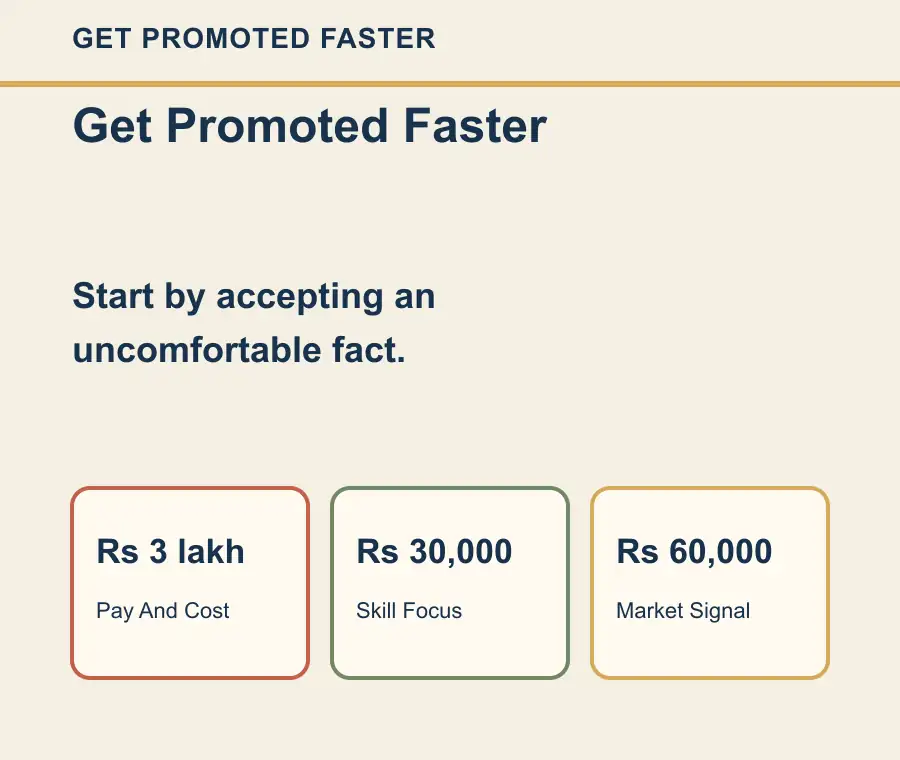 GET PROMOTED FASTER
Get Promoted Faster
Start by accepting an
uncomfortable fact.
Rs 3 lakh
Pay And Cost
Rs 30,000
Skill Focus
Rs 60,000
Market Signal